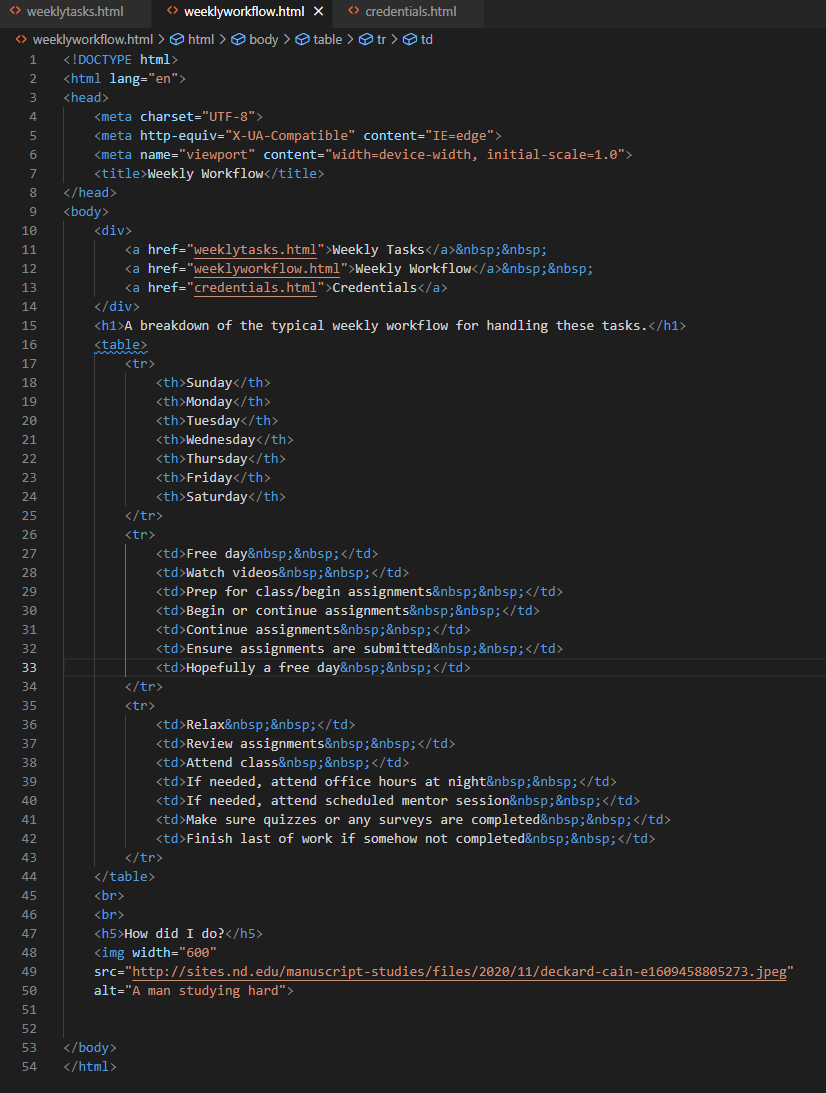 weeklytasks.html weeklyworkflow.html credentials.html
weeklyworkflow.html > html > body > table > tr > td
1 <!DOCTYPE html>
2 <html lang="en">
3 <head>
4 <meta charset="UTF-8">
5 <meta http-equiv="X-UA-Compatible" content="IE=edge">
6 <meta name="viewport" content="width=device-width, initial-scale=1.0">
7 <title>Weekly Workflow</title>
8 </head>
9 <body>
10 <div>
11 <a href="weeklytasks.html">Weekly Tasks</a>&nbsp;&nbsp;
12 <a href="weeklyworkflow.html">Weekly Workflow</a>&nbsp;&nbsp;
13 <a href="credentials.html">Credentials</a>
14 </div>
15 <h1>A breakdown of the typical weekly workflow for handling these tasks.</h1>
16 <table>
17 <tr>
18 <th>Sunday</th>
19 <th>Monday</th>
20 <th>Tuesday</th>
21 <th>Wednesday</th>
22 <th>Thursday</th>
23 <th>Friday</th>
24 <th>Saturday</th>
25 </tr>
26 <tr>
27 <td>Free day&nbsp;&nbsp;</td>
28 <td>Watch videos&nbsp;&nbsp;</td>
29 <td>Prep for class/begin assignments&nbsp;&nbsp;</td>
30 <td>Begin or continue assignments&nbsp;&nbsp;</td>
31 <td>Continue assignments&nbsp;&nbsp;</td>
32 <td>Ensure assignments are submitted&nbsp;&nbsp;</td>
33 <td>Hopefully a free day&nbsp;&nbsp;</td>
34 </tr>
35 <tr>
36 <td>Relax&nbsp;&nbsp;</td>
37 <td>Review assignments&nbsp;&nbsp;</td>
38 <td>Attend class&nbsp;&nbsp;</td>
39 <td>If needed, attend office hours at night&nbsp;&nbsp;</td>
40 <td>If needed, attend scheduled mentor session&nbsp;&nbsp;</td>
41 <td>Make sure quizzes or any surveys are completed&nbsp;&nbsp;</td>
42 <td>Finish last of work if somehow not completed&nbsp;&nbsp;</td>
43 </tr>
44 </table>
45 <br>
46 <br>
47 <h5>How did I do?</h5>
48 <img width="600"
49 src="http://sites.nd.edu/manuscript-studies/files/2020/11/deckard-cain-e1609458805273.jpeg"
50 alt="A man studying hard">
51
52
53 </body>
54 </html>